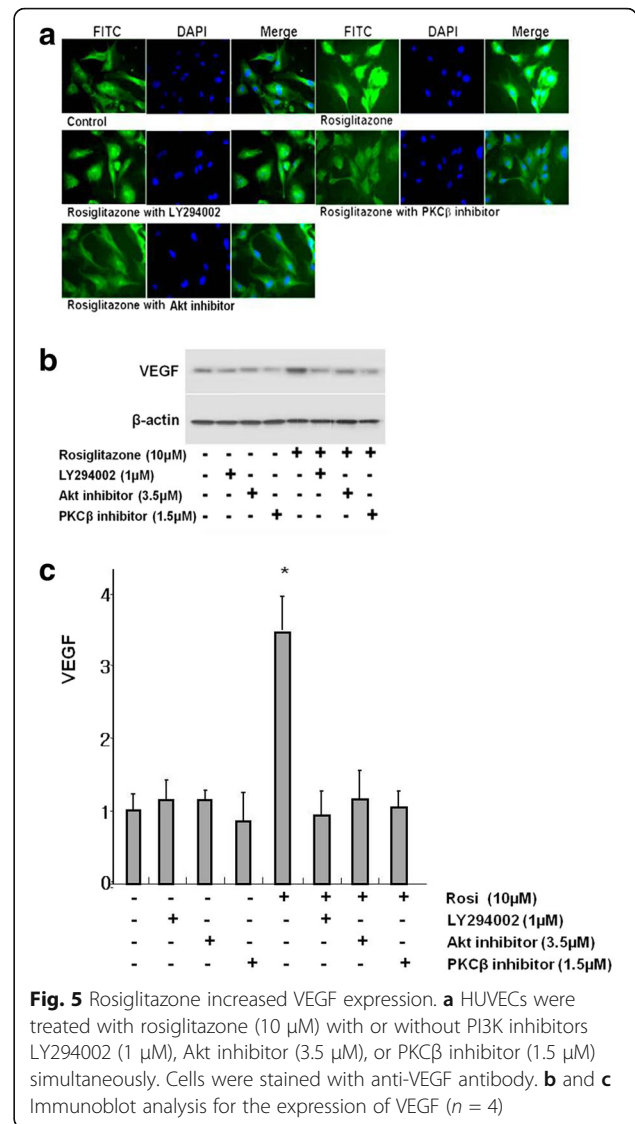 a
FITC DAPI Merge FITC DAPI Merge
Control Rosiglitazone
Rosiglitazone with LY294002 Rosiglitazone with PKCβ inhibitor
Rosiglitazone with Akt inhibitor
b
VEGF
β-actin
Rosiglitazone (10µM) - - - - + + + +
LY294002 (1µM) - + - - - + - -
Akt inhibitor (3.5µM) - - + - - - + -
PKCβ inhibitor (1.5µM) - - - + - - - +
c
VEGF
4
3
2
1
0
*
- - - - + + + + Rosi (10µM)
- + - - - + - - LY294002 (1µM)
- - + - - - + - Akt inhibitor (3.5µM)
- - - + - - - + PKCβ inhibitor (1.5µM)
Fig. 5 Rosiglitazone increased VEGF expression. a HUVECs were
treated with rosiglitazone (10 µM) with or without PI3K inhibitors
LY294002 (1 µM), Akt inhibitor (3.5 µM), or PKCβ inhibitor (1.5 µM)
simultaneously. Cells were stained with anti-VEGF antibody. b and c
Immunoblot analysis for the expression of VEGF (n = 4)